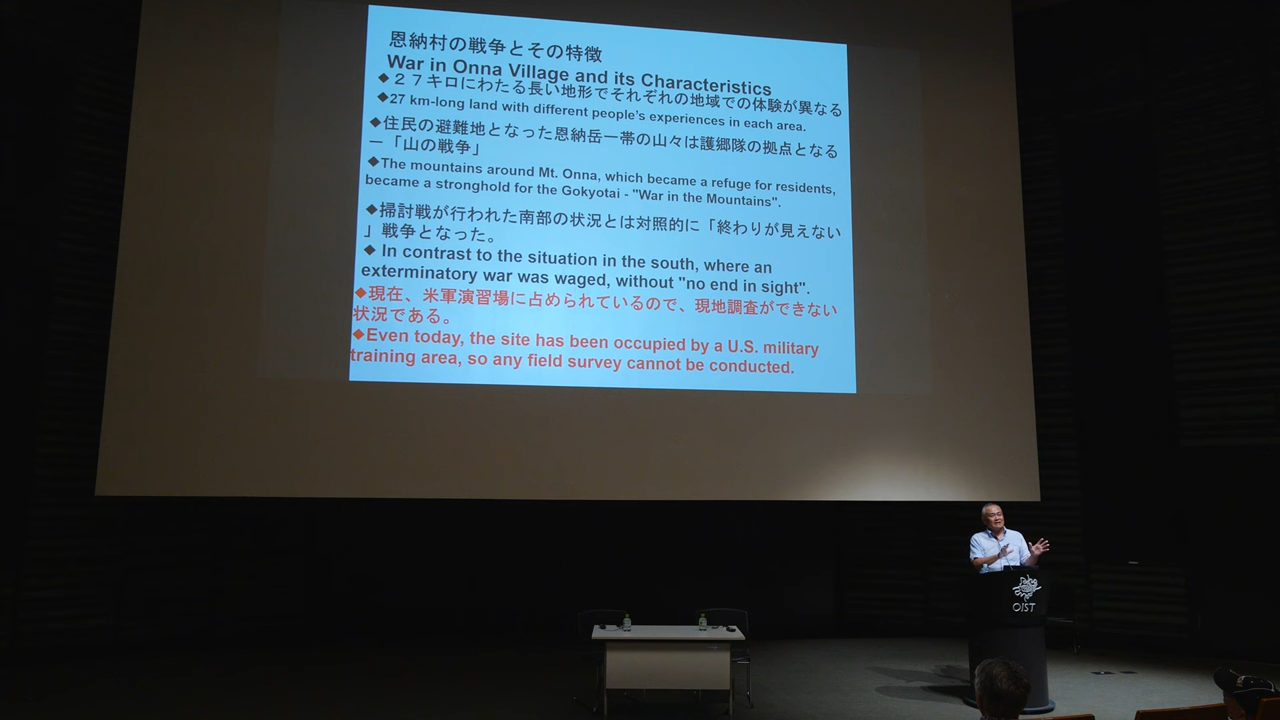 恩納村の戦争とその特徴
War in Onna Village and its Characteristics
◆２７キロにわたる長い地形でそれぞれの地域での体験が異なる
◆27 km-long land with different people's experiences in each area.
◆住民の避難地となった恩納岳一帯の山々は護郷隊の拠点となる
－「山の戦争」
◆The mountains around Mt. Onna, which became a refuge for residents,
became a stronghold for the Gokyotai - "War in the Mountains".
◆掃討戦が行われた南部の状況とは対照的に「終わりが見えない
」戦争となった。
◆ In contrast to the situation in the south, where an
exterminatory war was waged, without "no end in sight".
◆現在、米軍演習場に占められているので、現地調査ができない
状況である。
◆Even today, the site has been occupied by a U.S. military
training area, so any field survey cannot be conducted.
OIST